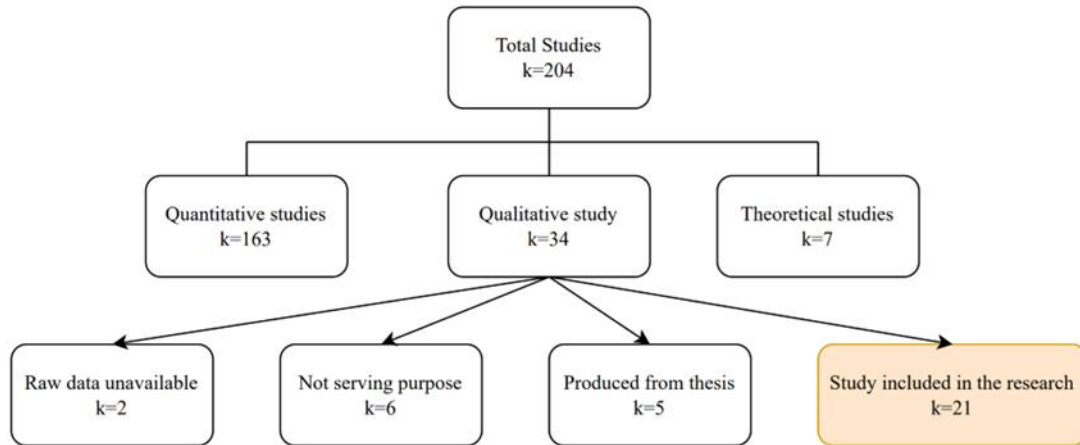 Total Studies
k=204
Quantitative studies
k=163
Qualitative study
k=34
Theoretical studies
k=7
Raw data unavailable
k=2
Not serving purpose
k=6
Produced from thesis
k=5
Study included in the research
k=21